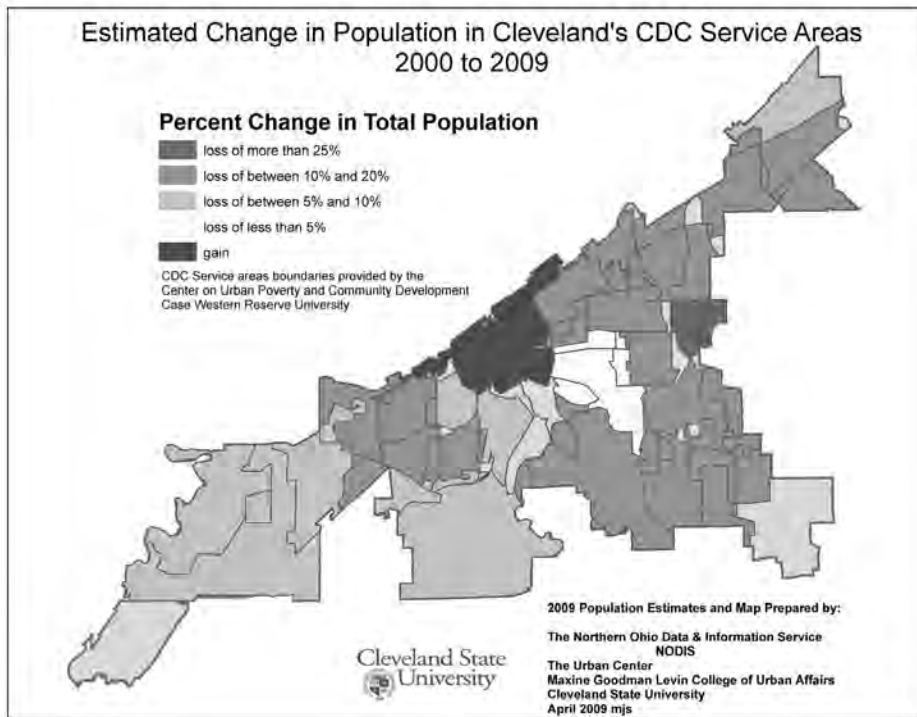 Estimated Change in Population in Cleveland's CDC Service Areas
2000 to 2009
Percent Change in Total Population
loss of more than 25%
loss of between 10% and 20%
loss of between 5% and 10%
loss of less than 5%
gain
CDC Service areas boundaries provided by the
Center on Urban Poverty and Community Development
Case Western Reserve University
2009 Population Estimates and Map Prepared by:
The Northern Ohio Data & Information Service
NODIS
The Urban Center
Maxine Goodman Levin College of Urban Affairs
Cleveland State University
April 2009 mjs
Cleveland State
University